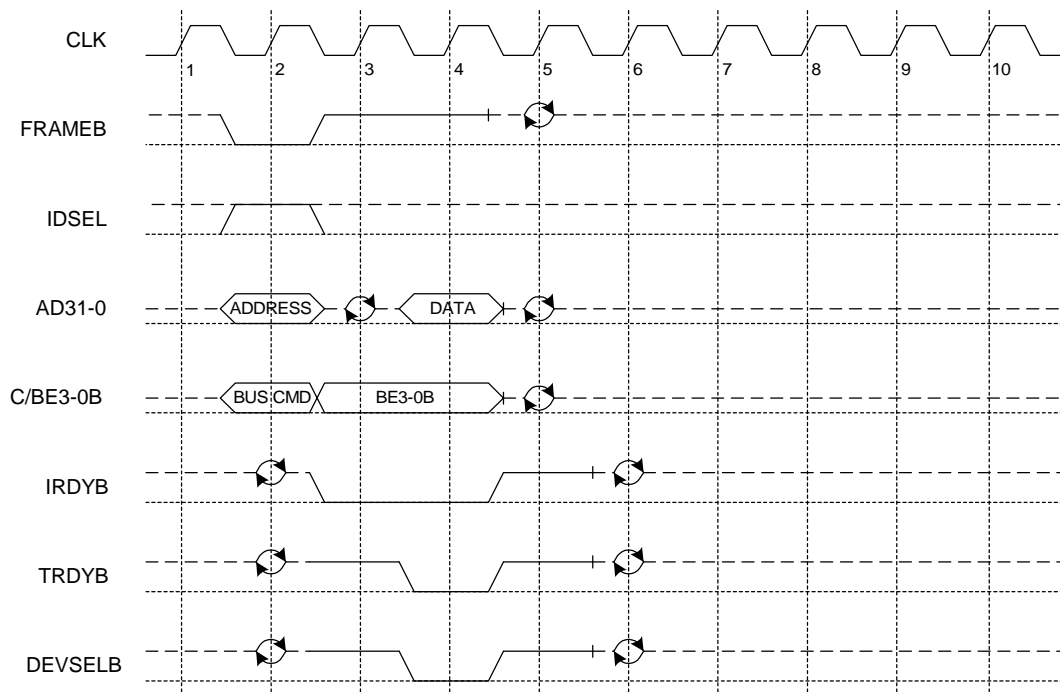 CLK
1 2 3 4 5 6 7 8 9 10
FRAMEB
IDSEL
AD31-0 ADDRESS DATA
C/BE3-0B BUS CMD BE3-0B
IRDYB
TRDYB
DEVSELB